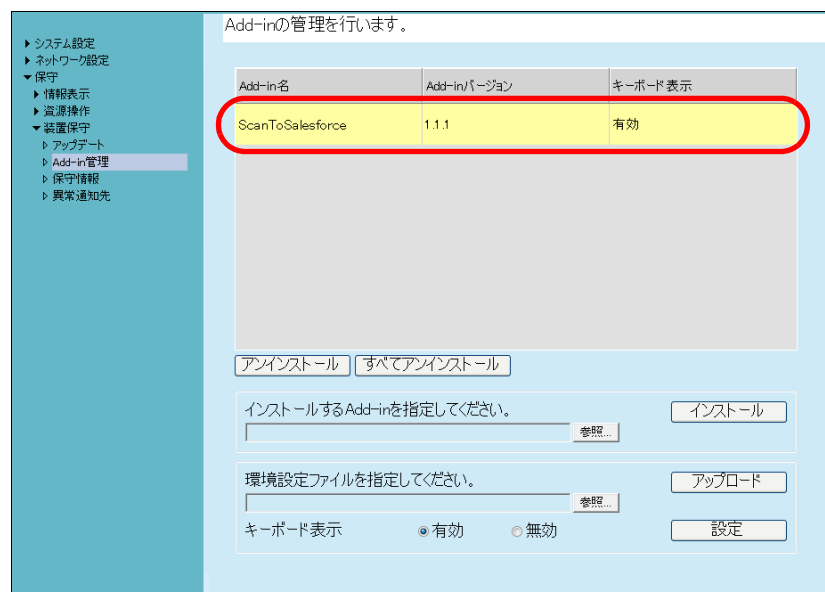 Add-inの管理を行います。
システム設定
ネットワーク設定
保守
情報表示
資源操作
装置保守
アップデート
Add-in管理
保守情報
異常通知先
Add-in名 Add-inバージョン キーボード表示
ScanToSalesforce 1.1.1 有効
アンインストール すべてアンインストール
インストールするAdd-inを指定してください。 インストール
参照...
環境設定ファイルを指定してください。 アップロード
参照...
キーボード表示 有効 無効 設定